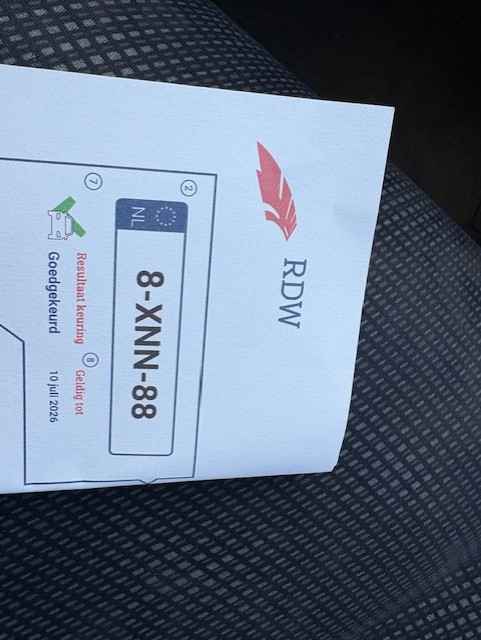 RDW
2
NL
8-XNN-88
7
Resultaat keuring
Goedgekeurd
8
Geldig tot
10 juli 2026